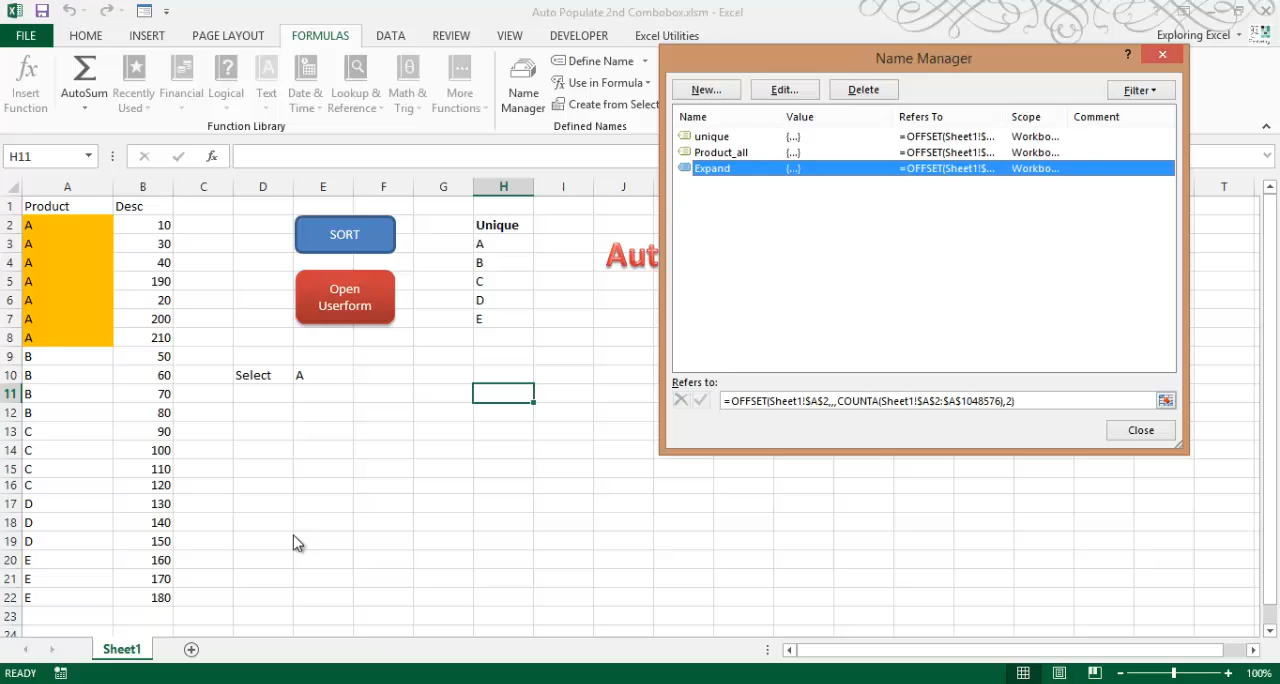 Auto Populate 2nd Combobox.xlsm - Excel
FILE HOME INSERT PAGE LAYOUT FORMULAS DATA REVIEW VIEW DEVELOPER Excel Utilities Exploring Excel
Insert Function
AutoSum
Recently Used
Financial
Logical
Text
Date & Time
Lookup & Reference
Math & Trig
More Functions
Function Library
Name Manager
Define Name
Use in Formula
Create from Select
Defined Names
H11
fx
A B C D E F G H I J T
1 Product Desc
2 A 10 Unique
3 A 30 SORT A
4 A 40 B Aut
5 A 190 Open C
6 A 20 Userform D
7 A 200 E
8 A 210
9 B 50
10 B 60 Select A
11 B 70
12 B 80
13 C 90
14 C 100
15 C 110
16 C 120
17 D 130
18 D 140
19 D 150
20 E 160
21 E 170
22 E 180
23
24
Name Manager
?
New... Edit... Delete Filter
Name Value Refers To Scope Comment
unique {...} =OFFSET(Sheet1!$... Workbo...
Product_all {...} =OFFSET(Sheet1!$... Workbo...
Expand {...} =OFFSET(Sheet1!$... Workbo...
Refers to:
=OFFSET(Sheet1!$A$2,,,COUNTA(Sheet1!$A$2:$A$1048576),2)
Close
Sheet1
READY
100%